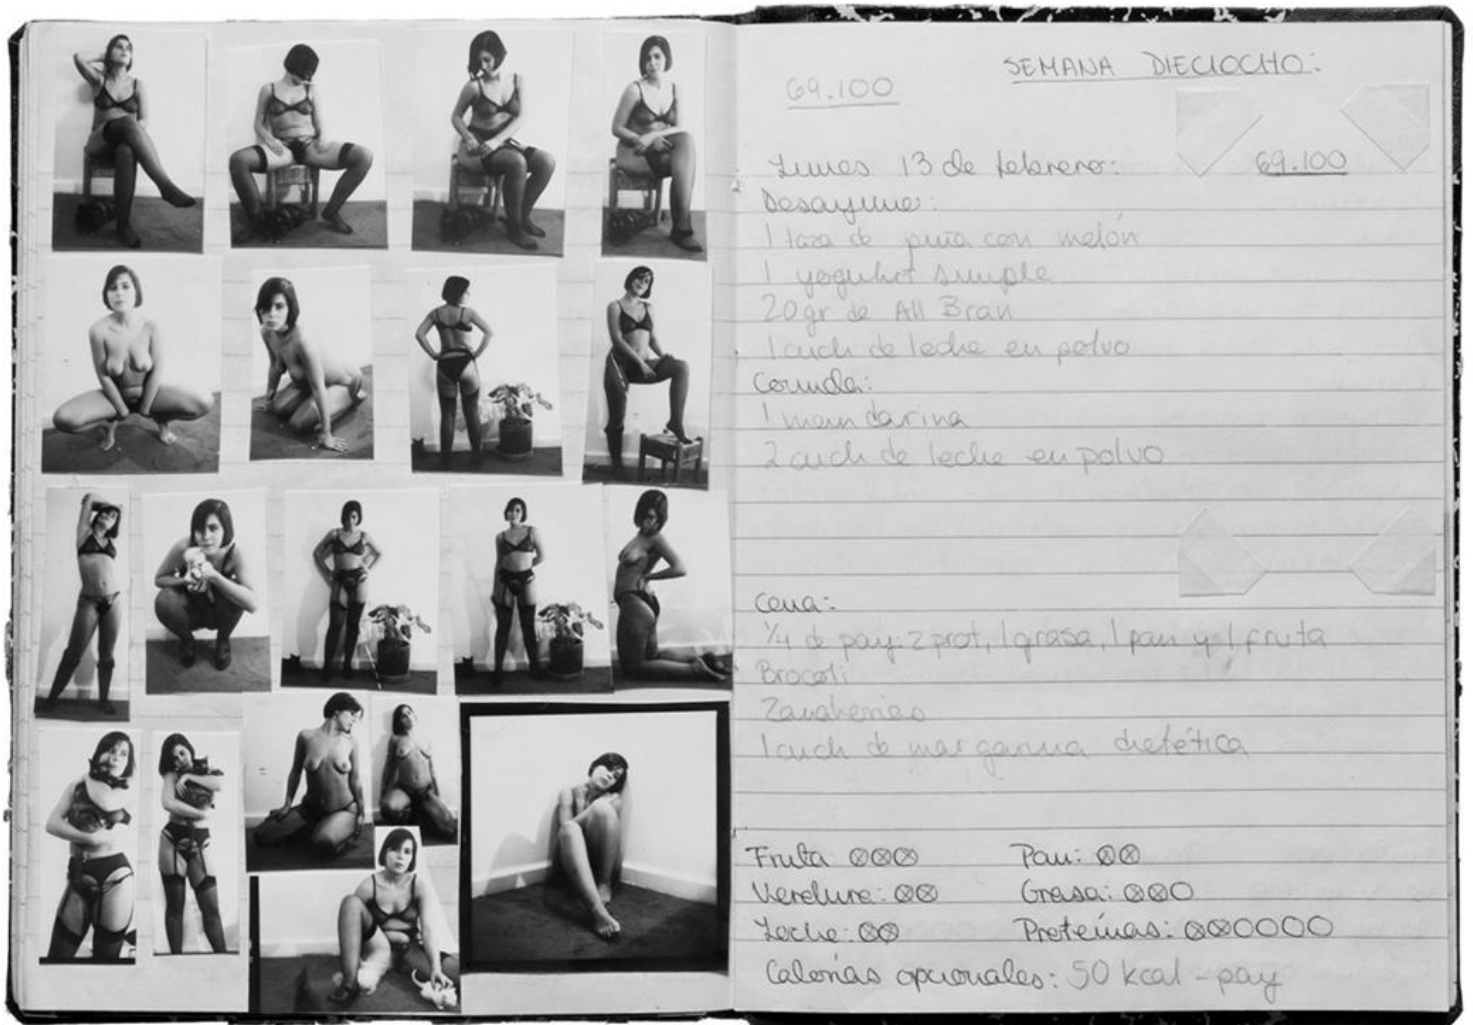 SEMANA DIECIOCHO:
69.100
Lunes 13 de febrero: 69.100
Desayuno:
1 taza de piña con melón
1 yoghurt simple
20gr de All Bran
1 cuch de leche en polvo
Comida:
1 mandarina
2 cuch de leche en polvo
Cena:
1/4 de pay: 2 prot, 1 grasa, 1 pan y 1 fruta
Brocoli
Zanahorias
1 cuch de margarina dietética
Fruta Pan:
Verdura: Grasa:
Leche: Proteínas:
Calorías opcionales: 50 kcal - pay